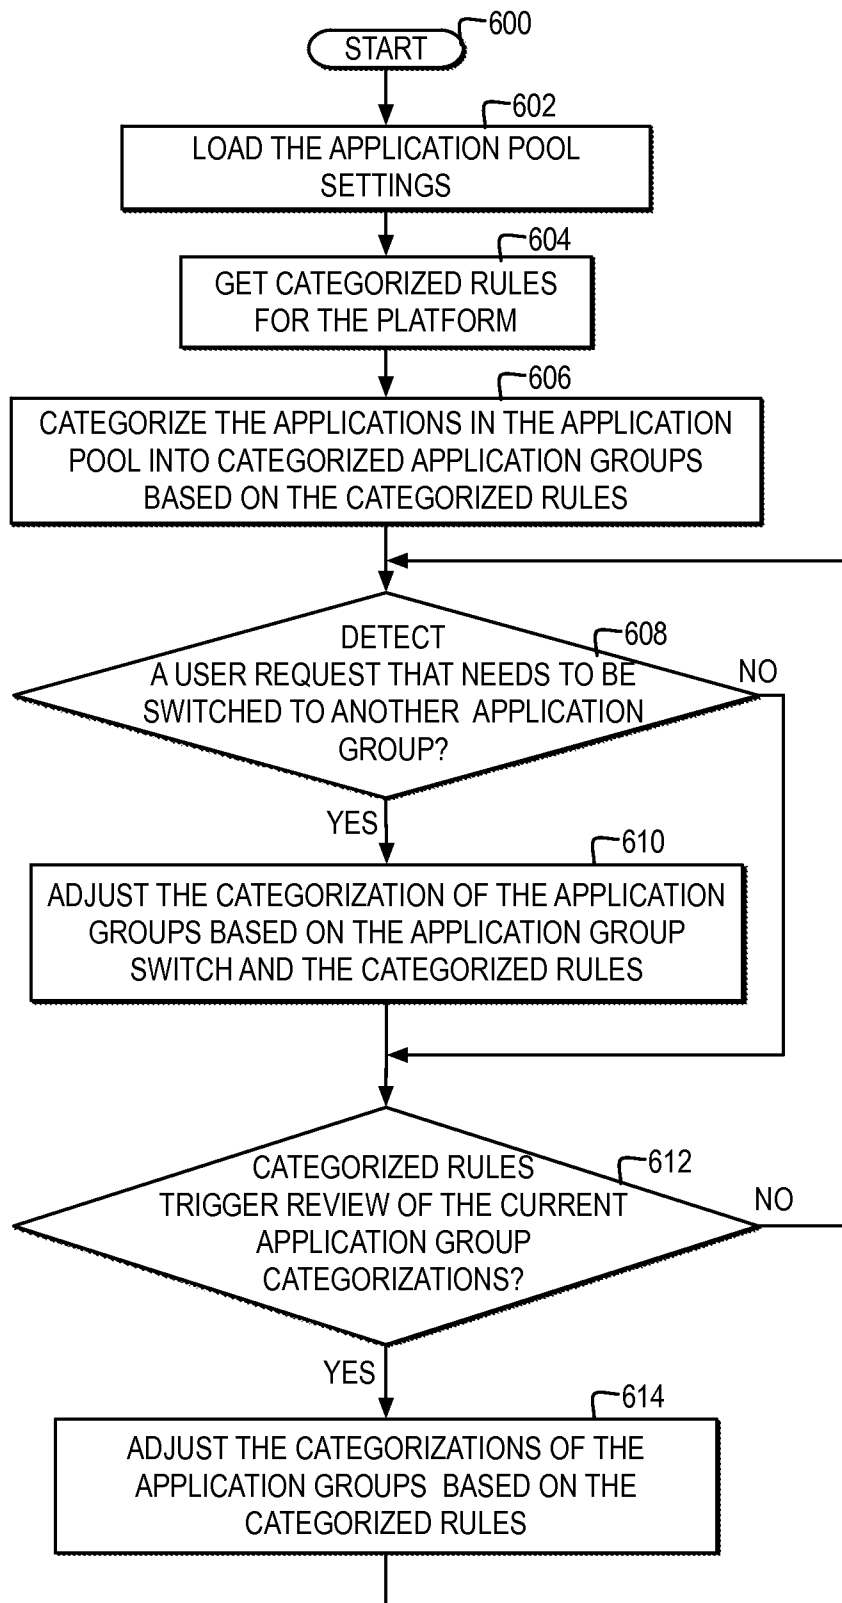 600
START
602
LOAD THE APPLICATION POOL
SETTINGS
604
GET CATEGORIZED RULES
FOR THE PLATFORM
606
CATEGORIZE THE APPLICATIONS IN THE APPLICATION
POOL INTO CATEGORIZED APPLICATION GROUPS
BASED ON THE CATEGORIZED RULES
608
DETECT
A USER REQUEST THAT NEEDS TO BE
SWITCHED TO ANOTHER APPLICATION
GROUP?
NO
YES
610
ADJUST THE CATEGORIZATION OF THE APPLICATION
GROUPS BASED ON THE APPLICATION GROUP
SWITCH AND THE CATEGORIZED RULES
612
CATEGORIZED RULES
TRIGGER REVIEW OF THE CURRENT
APPLICATION GROUP
CATEGORIZATIONS?
NO
YES
614
ADJUST THE CATEGORIZATIONS OF THE
APPLICATION GROUPS BASED ON THE
CATEGORIZED RULES